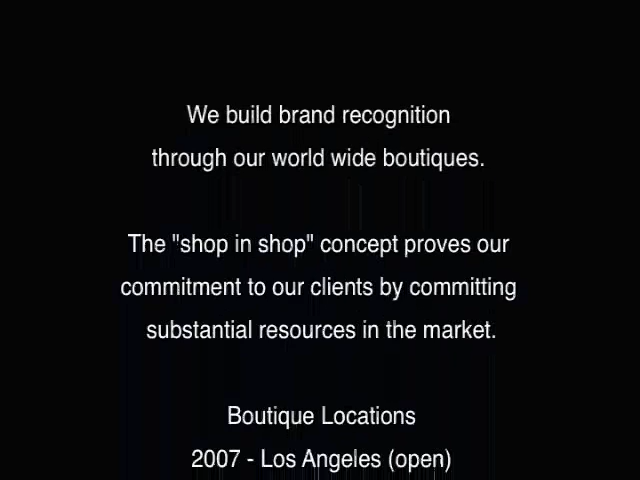 We build brand recognition
through our world wide boutiques.
The "shop in shop" concept proves our
commitment to our clients by committing
substantial resources in the market.
Boutique Locations
2007 - Los Angeles (open)